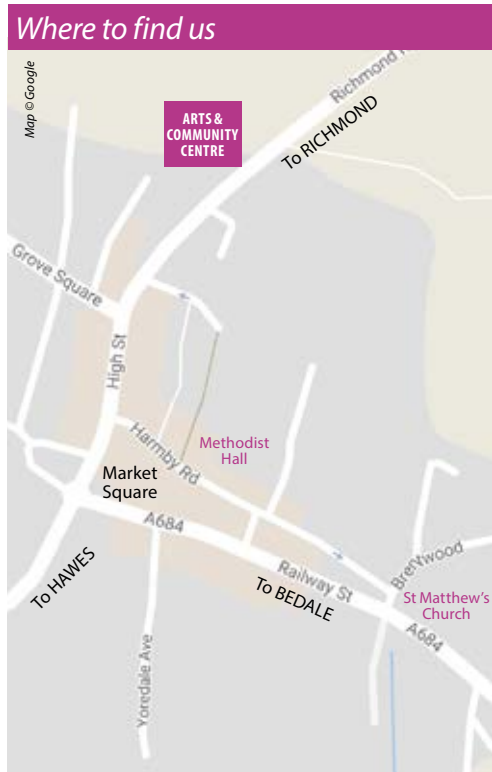 Where to find us
Map © Google
Richmond
ARTS &
COMMUNITY
CENTRE
To RICHMOND
Grove Square
High St
Harmby Rd
Methodist
Hall
Market
Square
A684
To HAWES
Railway St
To BEDALE
Brentwood
St Matthew's
Church
A684
Yoredale Ave